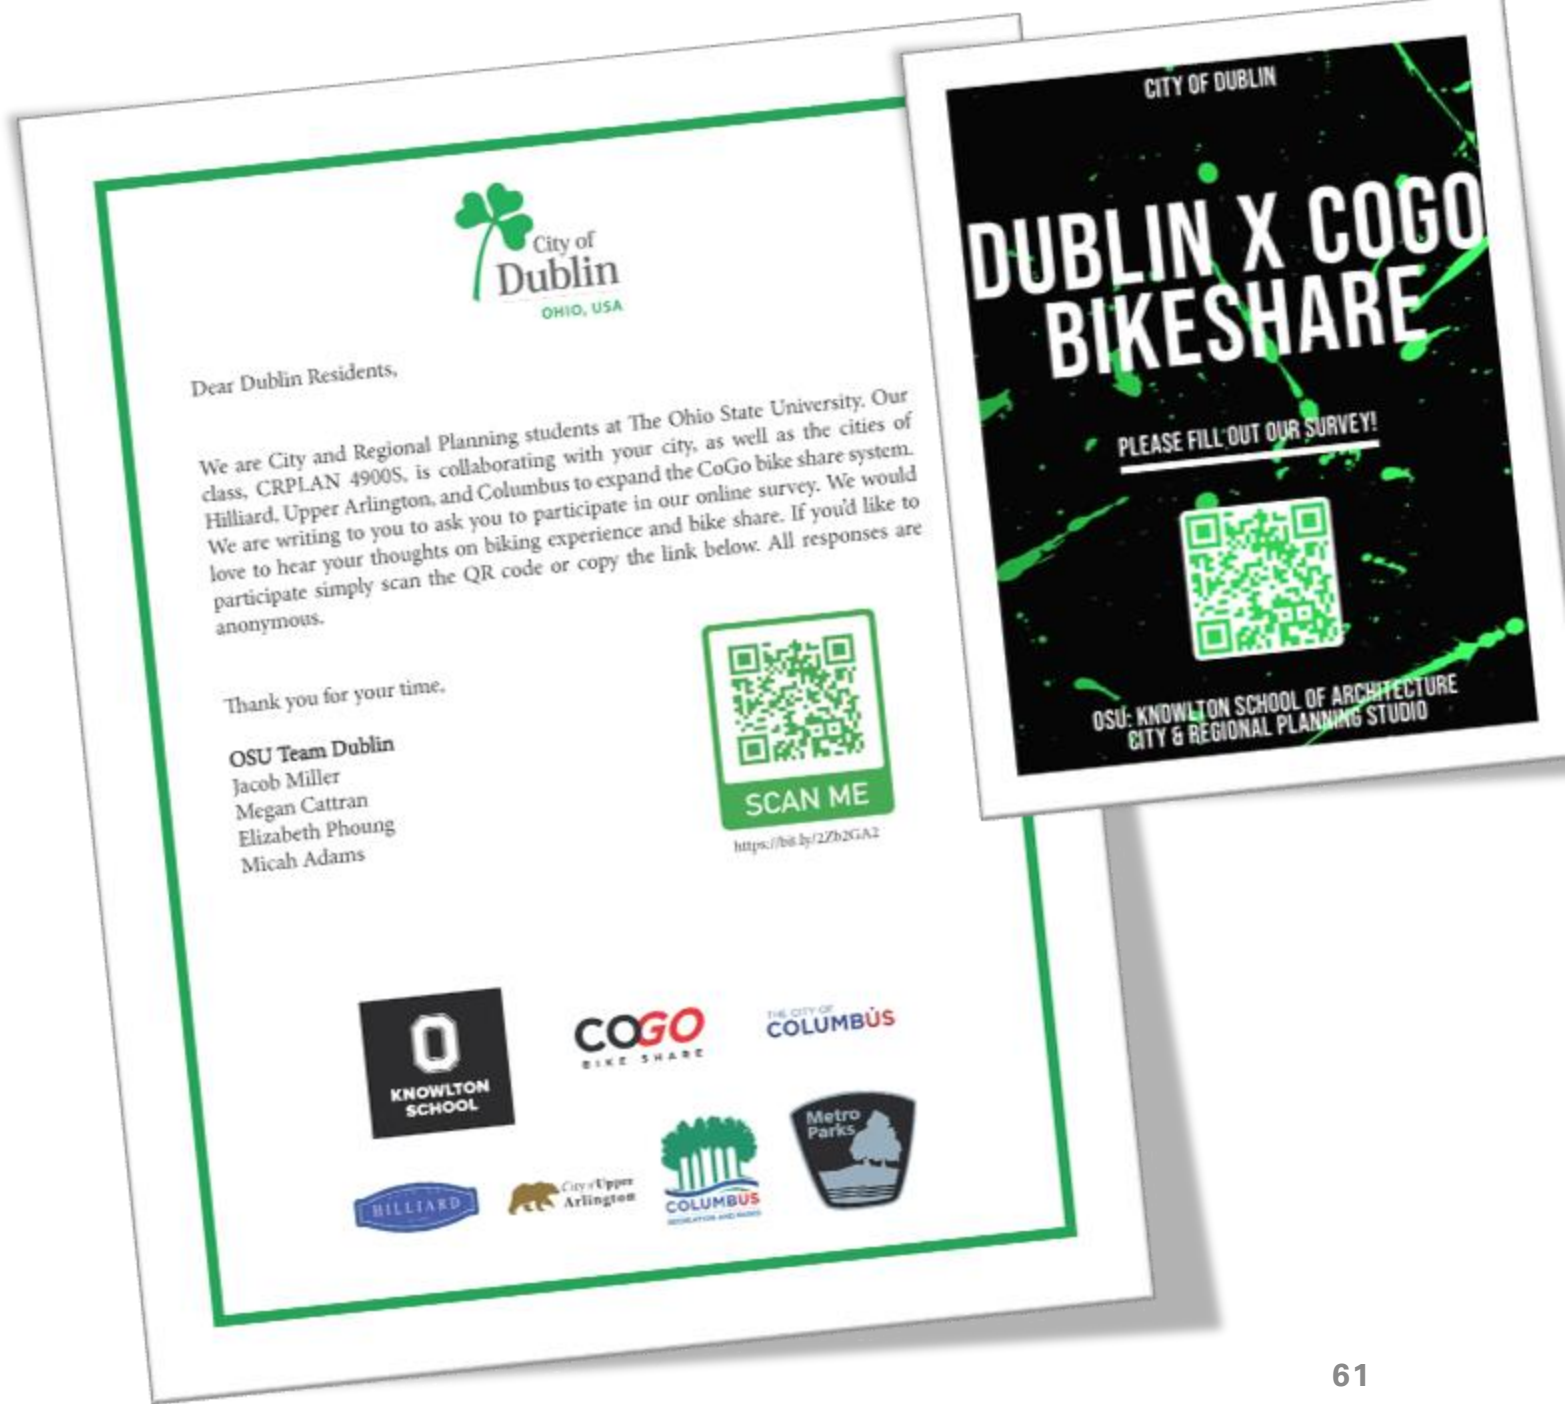 City of
Dublin
OHIO, USA
Dear Dublin Residents,
We are City and Regional Planning students at The Ohio State University. Our
class, CRPLAN 4900S, is collaborating with your city, as well as the cities of
Hilliard, Upper Arlington, and Columbus to expand the CoGo bike share system.
We are writing to you to ask you to participate in our online survey. We would
love to hear your thoughts on biking experience and bike share. If you'd like to
participate simply scan the QR code or copy the link below. All responses are
anonymous.
Thank you for your time,
OSU Team Dublin
Jacob Miller
Megan Cattran
Elizabeth Phoung
Micah Adams
SCAN ME
https://bit.ly/2Zb2GA2
KNOWLTON
SCHOOL
COGO
BIKE SHARE
THE CITY OF
COLUMBUS
HILLIARD
City of Upper
Arlington
COLUMBUS
RECREATION AND PARKS
Metro
Parks
CITY OF DUBLIN
DUBLIN X COGO
BIKESHARE
PLEASE FILL OUT OUR SURVEY!
OSU: KNOWLTON SCHOOL OF ARCHITECTURE
CITY & REGIONAL PLANNING STUDIO
61